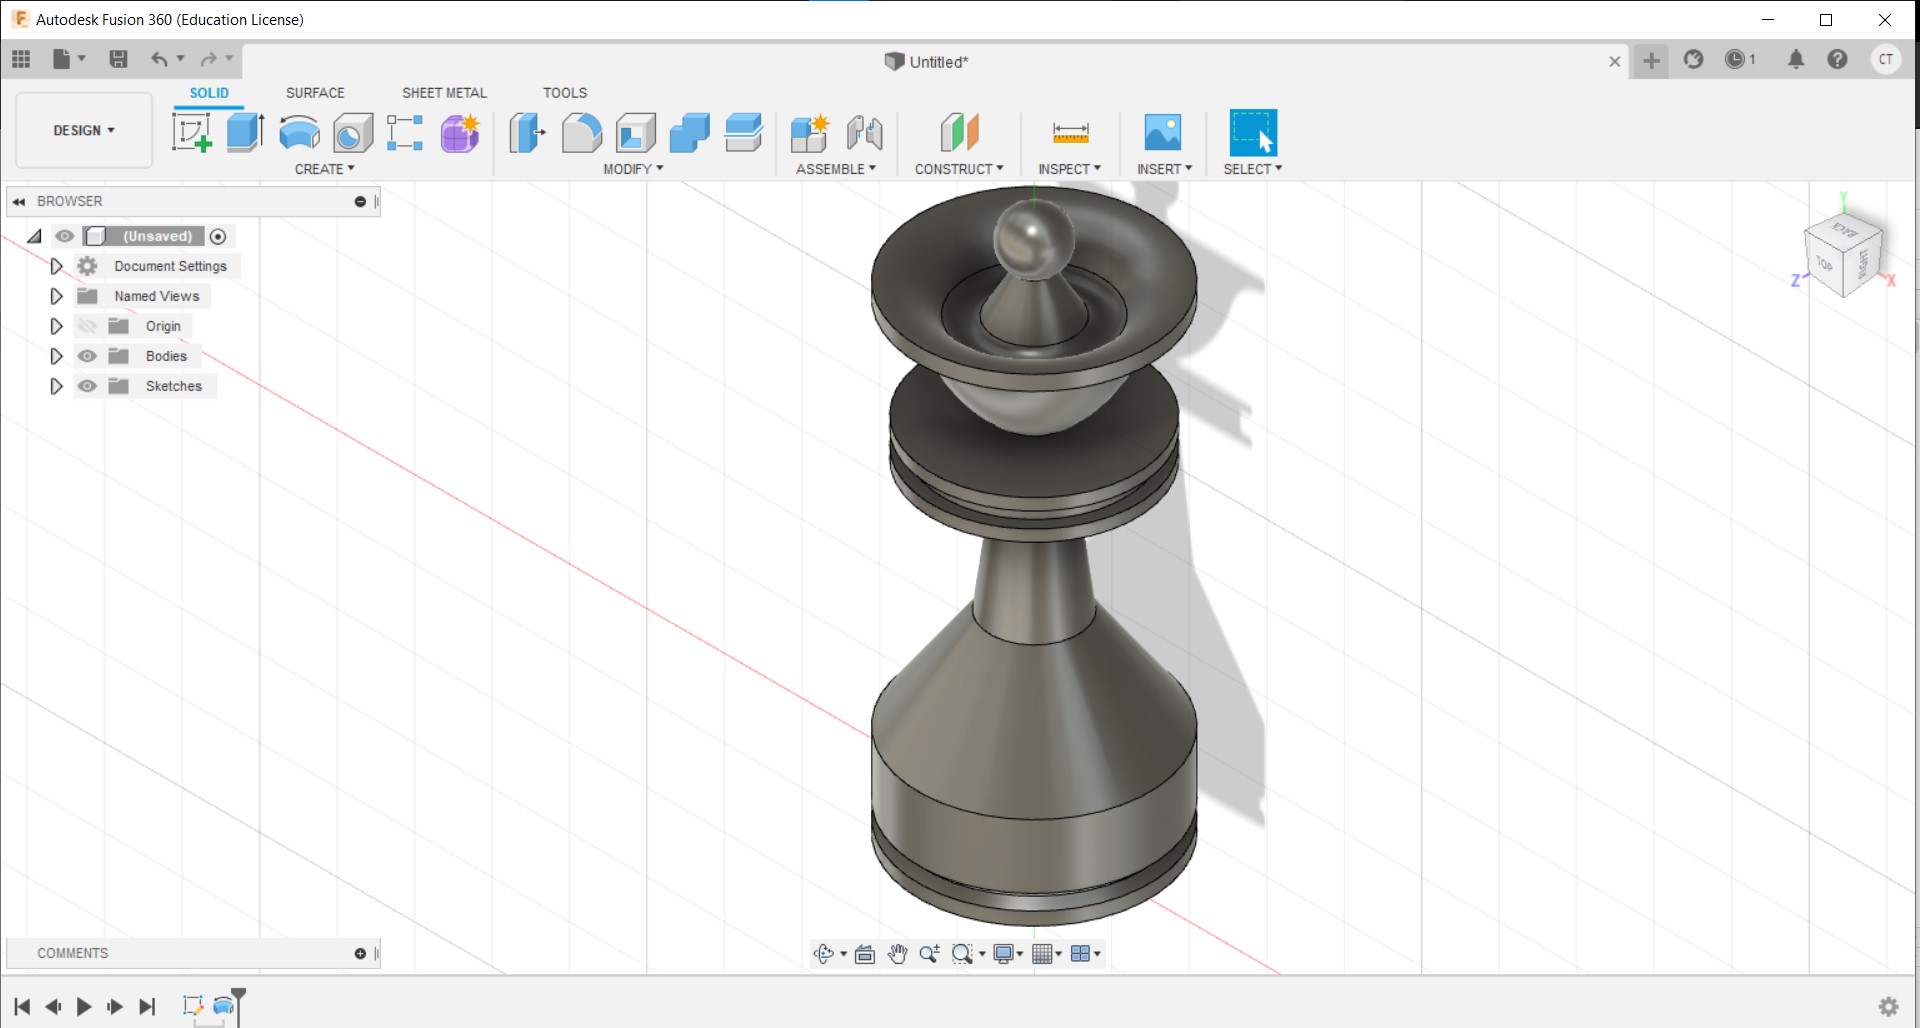 Autodesk Fusion 360 (Education License)
Untitled*
1
CT
DESIGN
SOLID
SURFACE
SHEET METAL
TOOLS
CREATE
MODIFY
ASSEMBLE
CONSTRUCT
INSPECT
INSERT
SELECT
BROWSER
(Unsaved)
Document Settings
Named Views
Origin
Bodies
Sketches
Y
BACK
TOP
Z
X
COMMENTS